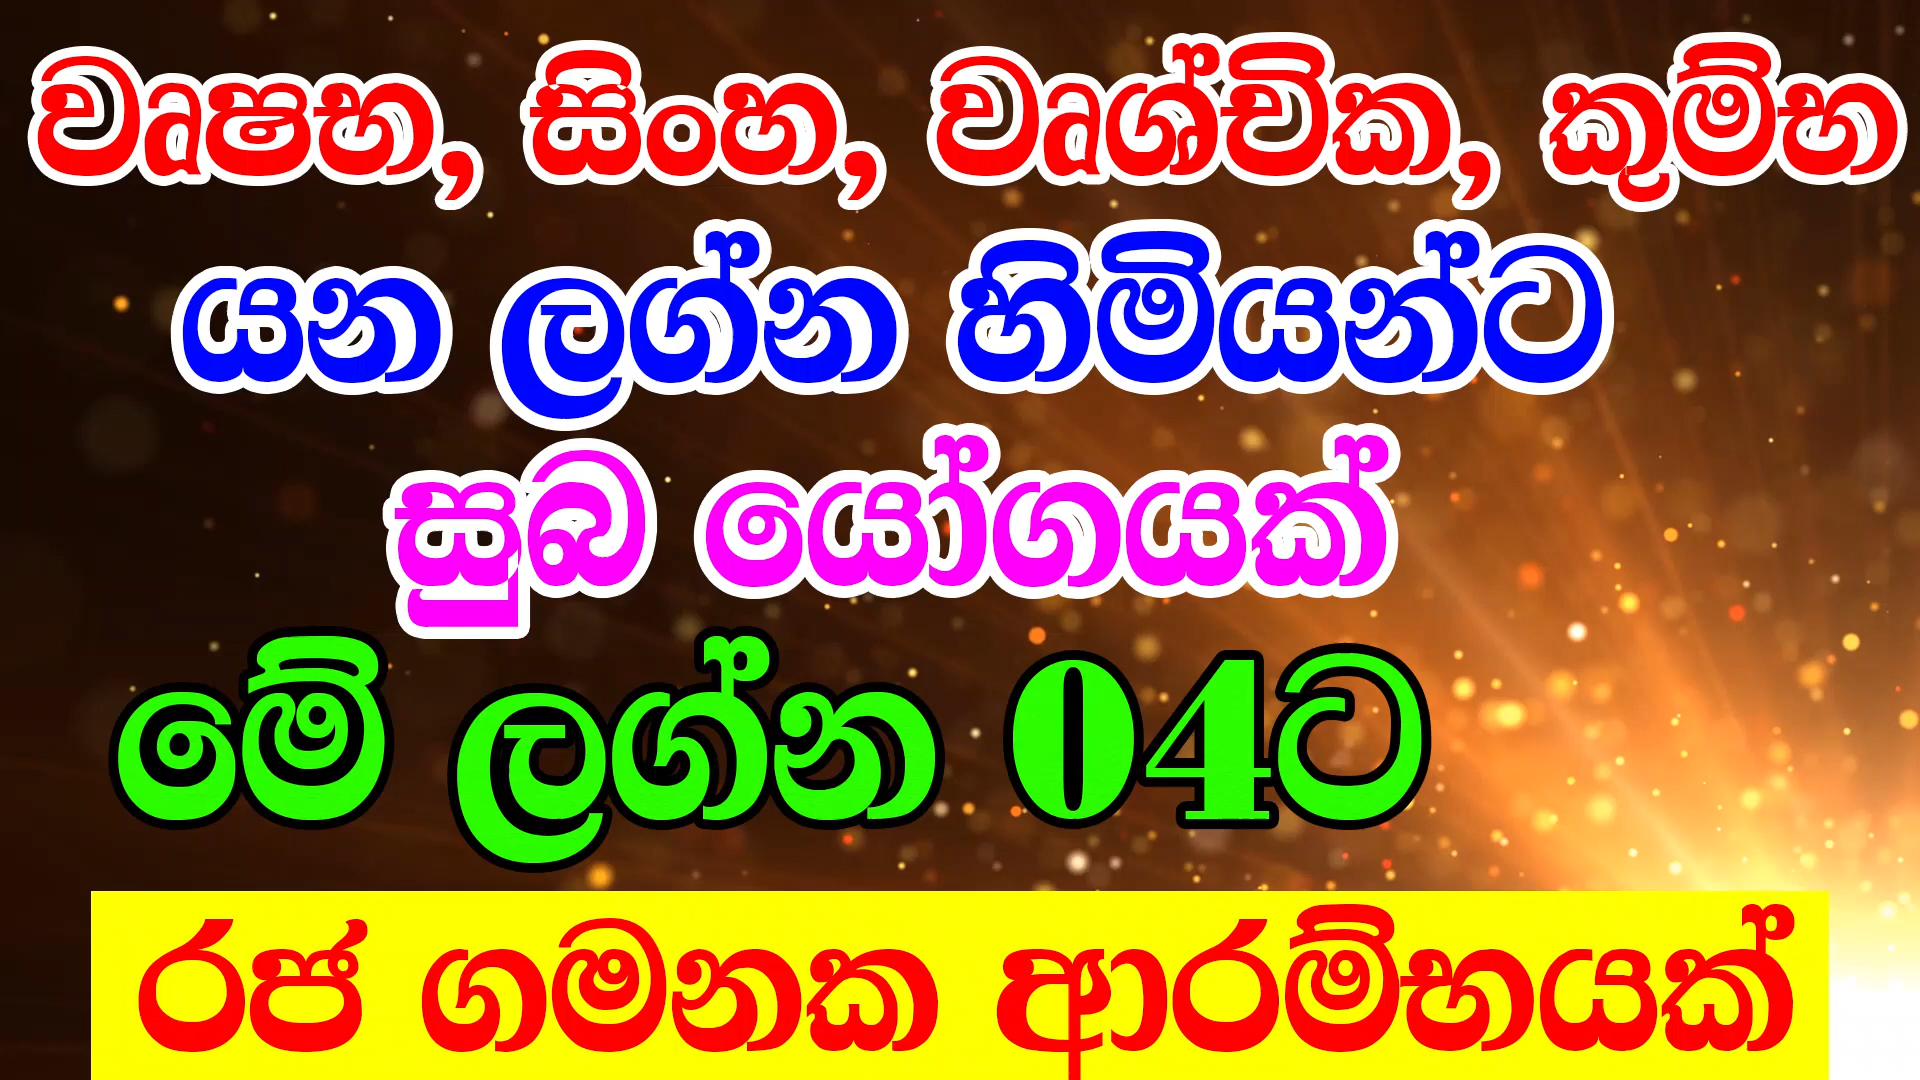 වෘෂභ, සිංහ, වෘශ්චික, කුම්භ
යන ලග්න හිමියන්ට
සුබ යෝගයක්
මේ ලග්න 04ට
රජ ගමනක ආරම්භයක්